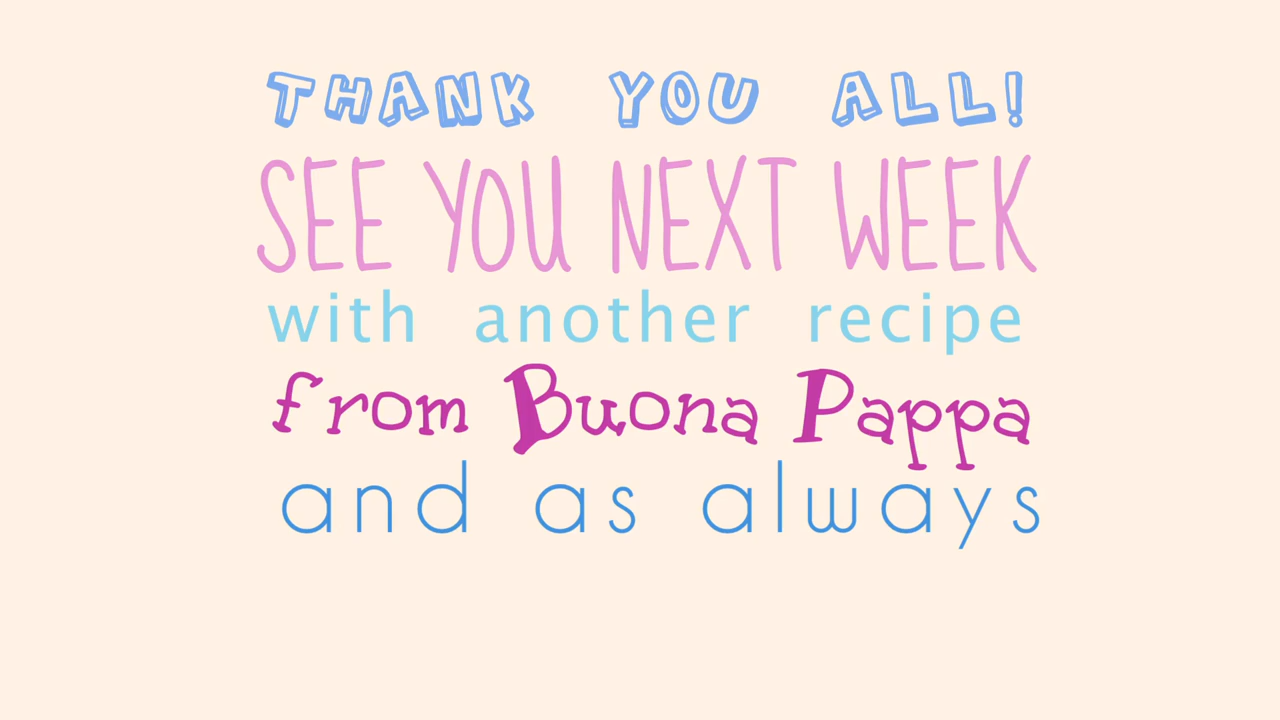 THANK YOU ALL!
SEE YOU NEXT WEEK
with another recipe
from Buona Pappa
and as always